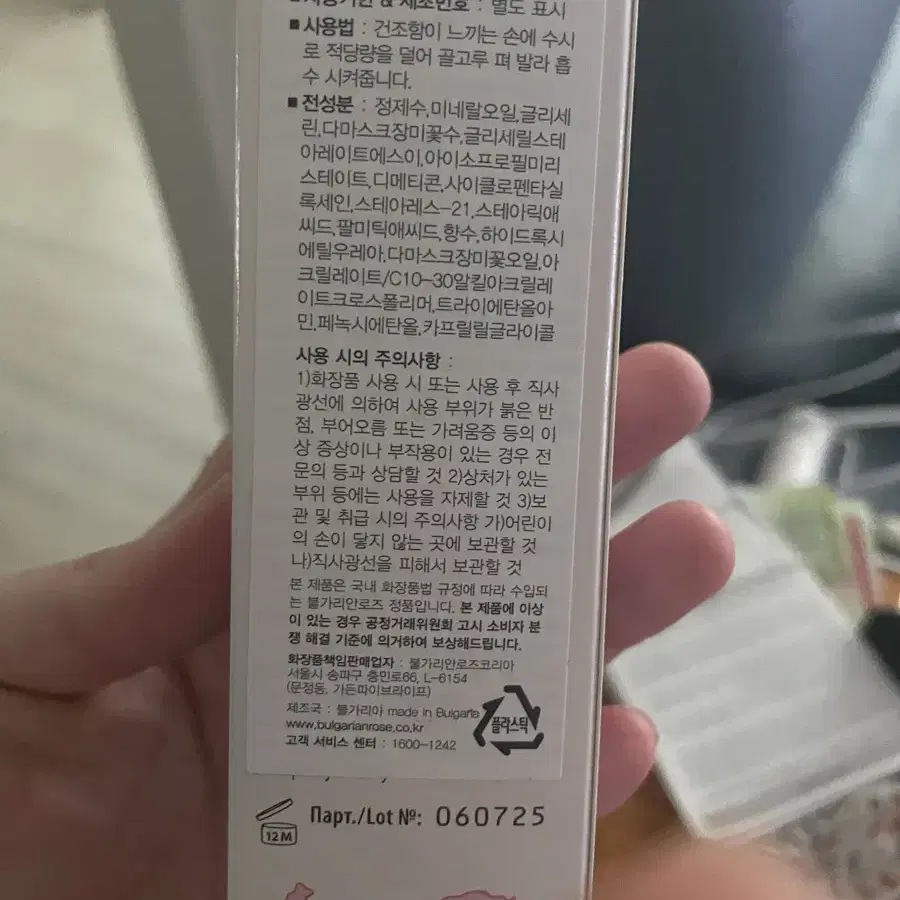 ■ 사용기한 & 제조번호 : 별도 표시
■ 사용법 : 건조함이 느끼는 손에 수시
로 적당량을 덜어 골고루 펴 발라 흡
수 시켜줍니다.
■ 전성분 : 정제수,미네랄오일,글리세
린,다마스크장미꽃수,글리세릴스테
아레이트에스이,아이소프로필미리
스테이트,디메티콘,사이클로펜타실
록세인,스테아레스-21,스테아릭애
씨드,팔미틱애씨드,향수,하이드록시
에틸우레아,다마스크장미꽃오일,아
크릴레이트/C10-30알킬아크릴레
이트크로스폴리머,트라이에탄올아
민,페녹시에탄올,카프릴릴글라이콜
사용 시의 주의사항 :
1)화장품 사용 시 또는 사용 후 직사
광선에 의하여 사용 부위가 붉은 반
점, 부어오름 또는 가려움증 등의 이
상 증상이나 부작용이 있는 경우 전
문의 등과 상담할 것 2)상처가 있는
부위 등에는 사용을 자제할 것 3)보
관 및 취급 시의 주의사항 가)어린이
의 손이 닿지 않는 곳에 보관할 것
나)직사광선을 피해서 보관할 것
본 제품은 국내 화장품법 규정에 따라 수입되
는 불가리안로즈 정품입니다. 본 제품에 이상
이 있는 경우 공정거래위원회 고시 소비자 분
쟁 해결 기준에 의거하여 보상해드립니다.
화장품책임판매업자 : 불가리안로즈코리아
서울시 송파구 충민로66, L-6154
(문정동, 가든파이브라이프)
제조국 : 불가리아 made in Bulgaria
www.bulgarianrose.co.kr
고객 서비스 센터 : 1600-1242
플라스틱
12M
Парт./Lot №: 060725